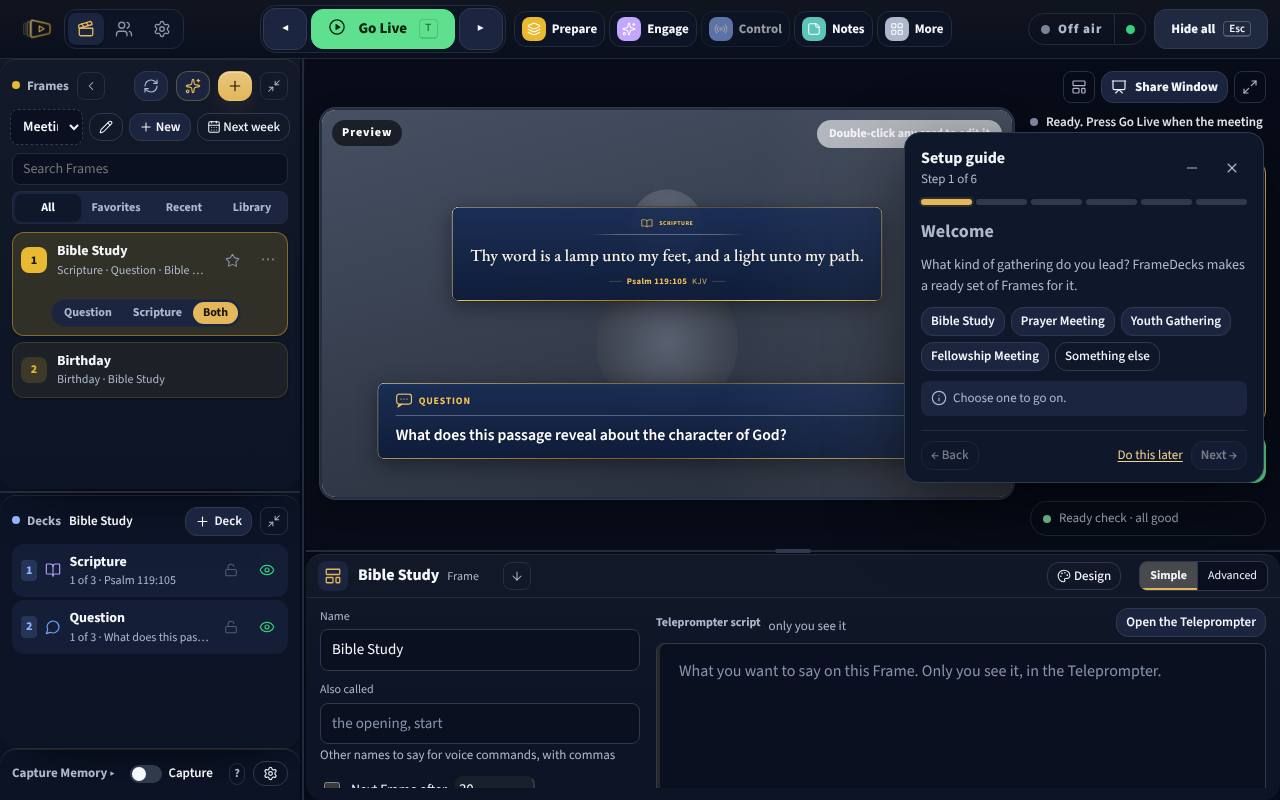 Go Live T
Prepare
Engage
Control
Notes
More
Off air
Hide all Esc
Frames
Meeti
New
Next week
Search Frames
All Favorites Recent Library
1 Bible Study
Scripture · Question · Bible …
Question Scripture Both
2 Birthday
Birthday · Bible Study
Decks Bible Study
Deck
1 Scripture
1 of 3 · Psalm 119:105
2 Question
1 of 3 · What does this pas…
Capture Memory
Capture
?
Share Window
Ready. Press Go Live when the meeting
Preview
Double-click any card to edit it
SCRIPTURE
Thy word is a lamp unto my feet, and a light unto my path.
Psalm 119:105 KJV
QUESTION
What does this passage reveal about the character of God?
Setup guide
Step 1 of 6
Welcome
What kind of gathering do you lead? FrameDecks makes
a ready set of Frames for it.
Bible Study Prayer Meeting Youth Gathering
Fellowship Meeting Something else
Choose one to go on.
← Back
Do this later
Next →
Ready check · all good
Bible Study Frame
Design
Simple Advanced
Name
Bible Study
Also called
the opening, start
Other names to say for voice commands, with commas
Next Frame after 20
Teleprompter script only you see it
Open the Teleprompter
What you want to say on this Frame. Only you see it, in the Teleprompter.